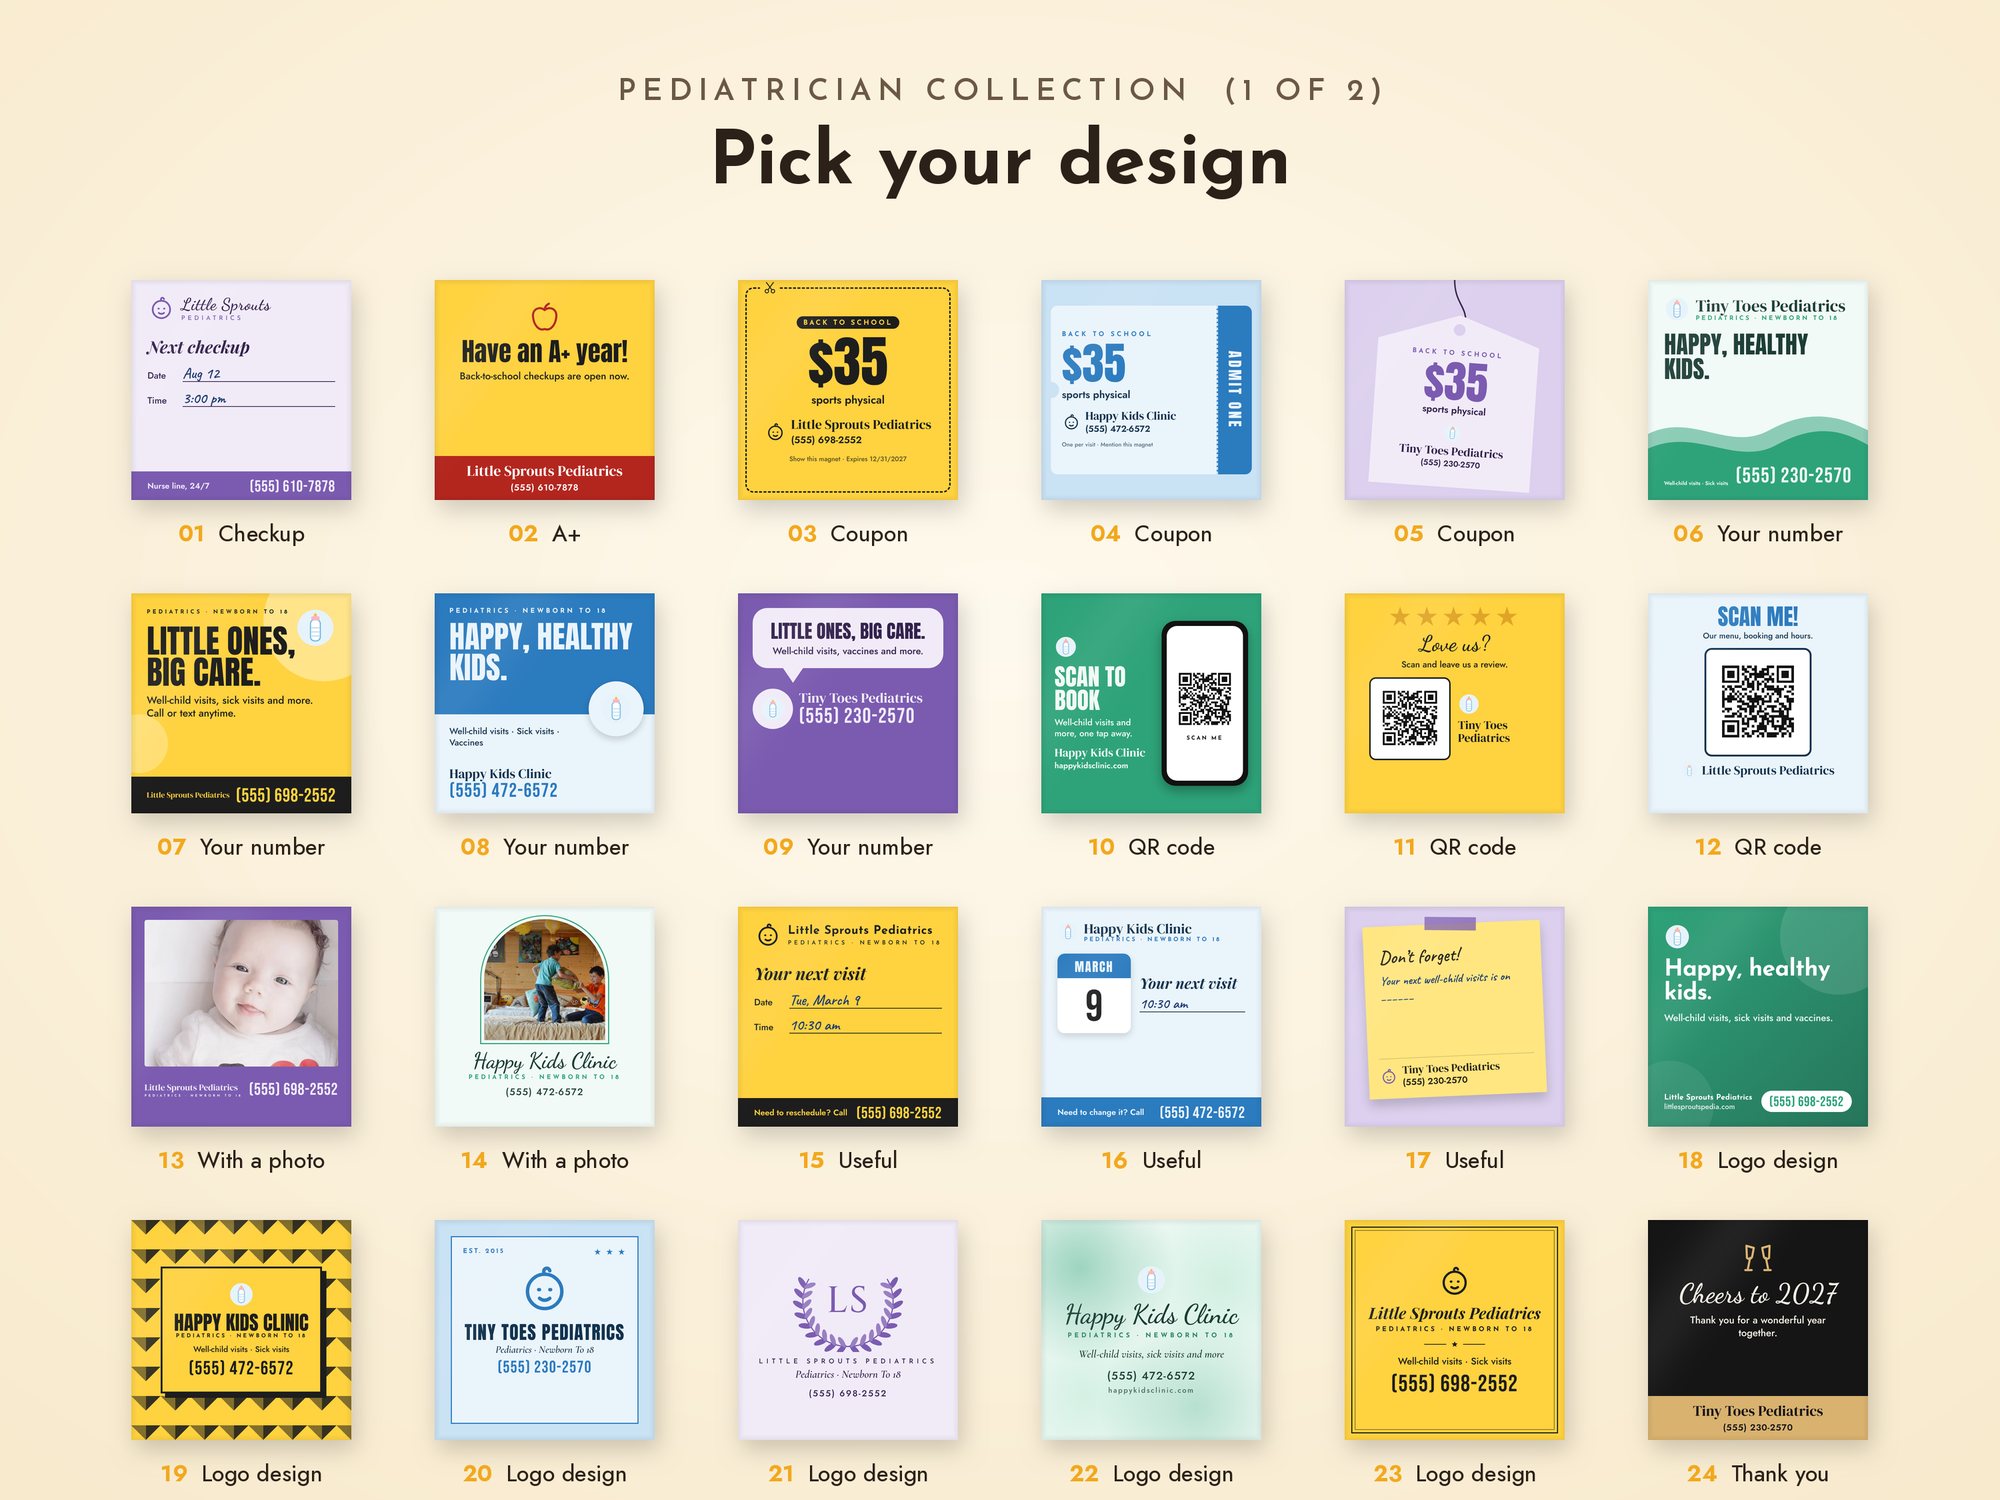 PEDIATRICIAN COLLECTION (1 OF 2)
Pick your design
Little Sprouts
PEDIATRICS
Next checkup
Date Aug 12
Time 3:00 pm
Nurse line, 24/7 (555) 610-7878
01 Checkup
Have an A+ year!
Back-to-school checkups are open now.
Little Sprouts Pediatrics
(555) 610-7878
02 A+
BACK TO SCHOOL
$35
sports physical
Little Sprouts Pediatrics
(555) 698-2552
Show this magnet · Expires 12/31/2027
03 Coupon
BACK TO SCHOOL
$35
sports physical
Happy Kids Clinic
(555) 472-6572
One per visit · Mention this magnet
ADMIT ONE
04 Coupon
BACK TO SCHOOL
$35
sports physical
Tiny Toes Pediatrics
(555) 230-2570
05 Coupon
Tiny Toes Pediatrics
PEDIATRICS · NEWBORN TO 18
HAPPY, HEALTHY
KIDS.
Well-child visits · Sick visits (555) 230-2570
06 Your number
PEDIATRICS · NEWBORN TO 18
LITTLE ONES,
BIG CARE.
Well-child visits, sick visits and more.
Call or text anytime.
Little Sprouts Pediatrics (555) 698-2552
07 Your number
PEDIATRICS · NEWBORN TO 18
HAPPY, HEALTHY
KIDS.
Well-child visits · Sick visits ·
Vaccines
Happy Kids Clinic
(555) 472-6572
08 Your number
LITTLE ONES, BIG CARE.
Well-child visits, vaccines and more.
Tiny Toes Pediatrics
(555) 230-2570
09 Your number
SCAN TO
BOOK
Well-child visits and
more, one tap away.
Happy Kids Clinic
happykidsclinic.com
SCAN ME
10 QR code
Love us?
Scan and leave us a review.
Tiny Toes
Pediatrics
11 QR code
SCAN ME!
Our menu, booking and hours.
Little Sprouts Pediatrics
12 QR code
Little Sprouts Pediatrics
PEDIATRICS · NEWBORN TO 18
(555) 698-2552
13 With a photo
Happy Kids Clinic
PEDIATRICS · NEWBORN TO 18
(555) 472-6572
14 With a photo
Little Sprouts Pediatrics
PEDIATRICS · NEWBORN TO 18
Your next visit
Date Tue, March 9
Time 10:30 am
Need to reschedule? Call (555) 698-2552
15 Useful
Happy Kids Clinic
PEDIATRICS · NEWBORN TO 18
MARCH
9
Your next visit
10:30 am
Need to change it? Call (555) 472-6572
16 Useful
Don't forget!
Your next well-child visits is on
______
Tiny Toes Pediatrics
(555) 230-2570
17 Useful
Happy, healthy
kids.
Well-child visits, sick visits and vaccines.
Little Sprouts Pediatrics
littlesproutspedia.com
(555) 698-2552
18 Logo design
HAPPY KIDS CLINIC
PEDIATRICS · NEWBORN TO 18
Well-child visits · Sick visits
(555) 472-6572
19 Logo design
EST. 2015
TINY TOES PEDIATRICS
Pediatrics · Newborn To 18
(555) 230-2570
20 Logo design
LS
LITTLE SPROUTS PEDIATRICS
Pediatrics · Newborn To 18
(555) 698-2552
21 Logo design
Happy Kids Clinic
PEDIATRICS · NEWBORN TO 18
Well-child visits, sick visits and more
(555) 472-6572
happykidsclinic.com
22 Logo design
Little Sprouts Pediatrics
PEDIATRICS · NEWBORN TO 18
Well-child visits · Sick visits
(555) 698-2552
23 Logo design
Cheers to 2027
Thank you for a wonderful year
together.
Tiny Toes Pediatrics
(555) 230-2570
24 Thank you